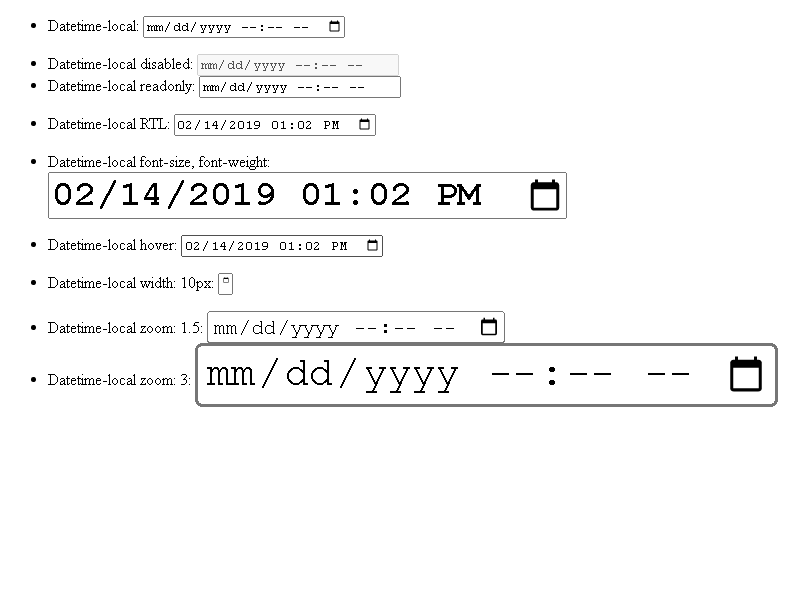 Datetime-local: mm/dd/yyyy --:-- --
Datetime-local disabled: mm/dd/yyyy --:-- --
Datetime-local readonly: mm/dd/yyyy --:-- --
Datetime-local RTL: 02/14/2019 01:02 PM
Datetime-local font-size, font-weight:
02/14/2019 01:02 PM
Datetime-local hover: 02/14/2019 01:02 PM
Datetime-local width: 10px:
Datetime-local zoom: 1.5: mm/dd/yyyy --:-- --
Datetime-local zoom: 3: mm/dd/yyyy --:-- --